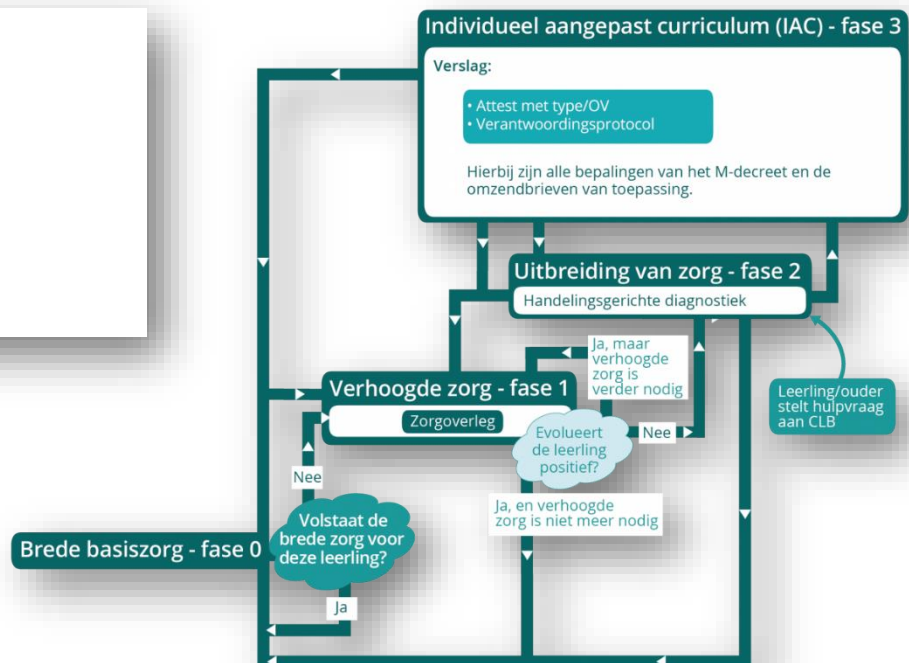 Individueel aangepast curriculum (IAC) - fase 3
Verslag:
• Attest met type/OV
• Verantwoordingsprotocol
Hierbij zijn alle bepalingen van het M-decreet en de
omzendbrieven van toepassing.
Uitbreiding van zorg - fase 2
Handelingsgerichte diagnostiek
Ja, maar
verhoogde
zorg is
verder nodig
Leerling/ouder
stelt hulpvraag
aan CLB
Verhoogde zorg - fase 1
Zorgoverleg
Evolueert
de leerling
positief?
Nee
Nee
Ja, en verhoogde
zorg is niet meer nodig
Volstaat de
brede zorg voor
deze leerling?
Brede basiszorg - fase 0
Ja